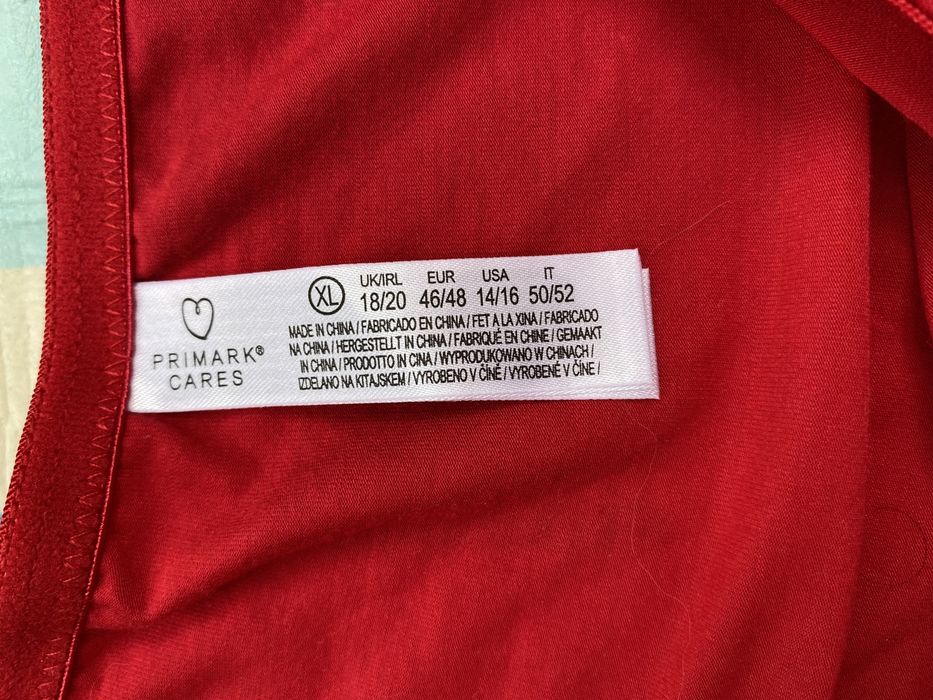 PRIMARK®
CARES
XL
UK/IRL EUR USA IT
18/20 46/48 14/16 50/52
MADE IN CHINA / FABRICADO EN CHINA / FET A LA XINA / FABRICADO
NA CHINA / HERGESTELLT IN CHINA / FABRIQUÉ EN CHINE / GEMAAKT
IN CHINA / PRODOTTO IN CINA / WYPRODUKOWANO W CHINACH /
IZDELANO NA KITAJSKEM / VYROBENO V ČÍNĚ / VYROBENÉ V ČÍNE /